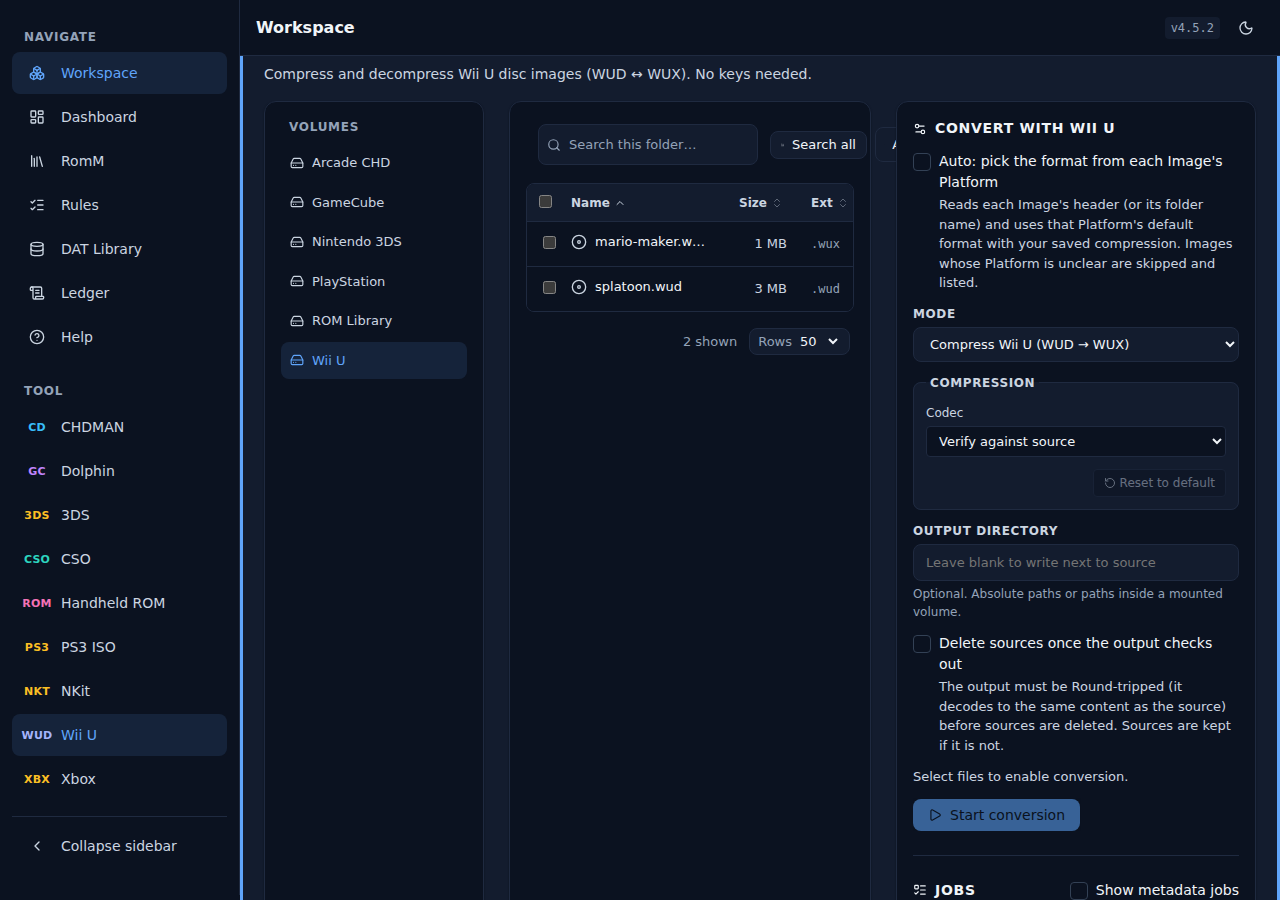 NAVIGATE
Workspace
Dashboard
RomM
Rules
DAT Library
Ledger
Help
TOOL
CD CHDMAN
GC Dolphin
3DS 3DS
CSO CSO
ROM Handheld ROM
PS3 PS3 ISO
NKT NKit
WUD Wii U
XBX Xbox
Collapse sidebar
Workspace
v4.5.2
Compress and decompress Wii U disc images (WUD ↔ WUX). No keys needed.
VOLUMES
Arcade CHD
GameCube
Nintendo 3DS
PlayStation
ROM Library
Wii U
Search this folder…
Search all
Name
Size
Ext
mario-maker.w… 1 MB .wux
splatoon.wud 3 MB .wud
2 shown
Rows 50
CONVERT WITH WII U
Auto: pick the format from each Image's
Platform
Reads each Image's header (or its folder
name) and uses that Platform's default
format with your saved compression. Images
whose Platform is unclear are skipped and
listed.
MODE
Compress Wii U (WUD → WUX)
COMPRESSION
Codec
Verify against source
Reset to default
OUTPUT DIRECTORY
Leave blank to write next to source
Optional. Absolute paths or paths inside a mounted
volume.
Delete sources once the output checks
out
The output must be Round-tripped (it
decodes to the same content as the source)
before sources are deleted. Sources are kept
if it is not.
Select files to enable conversion.
Start conversion
JOBS
Show metadata jobs